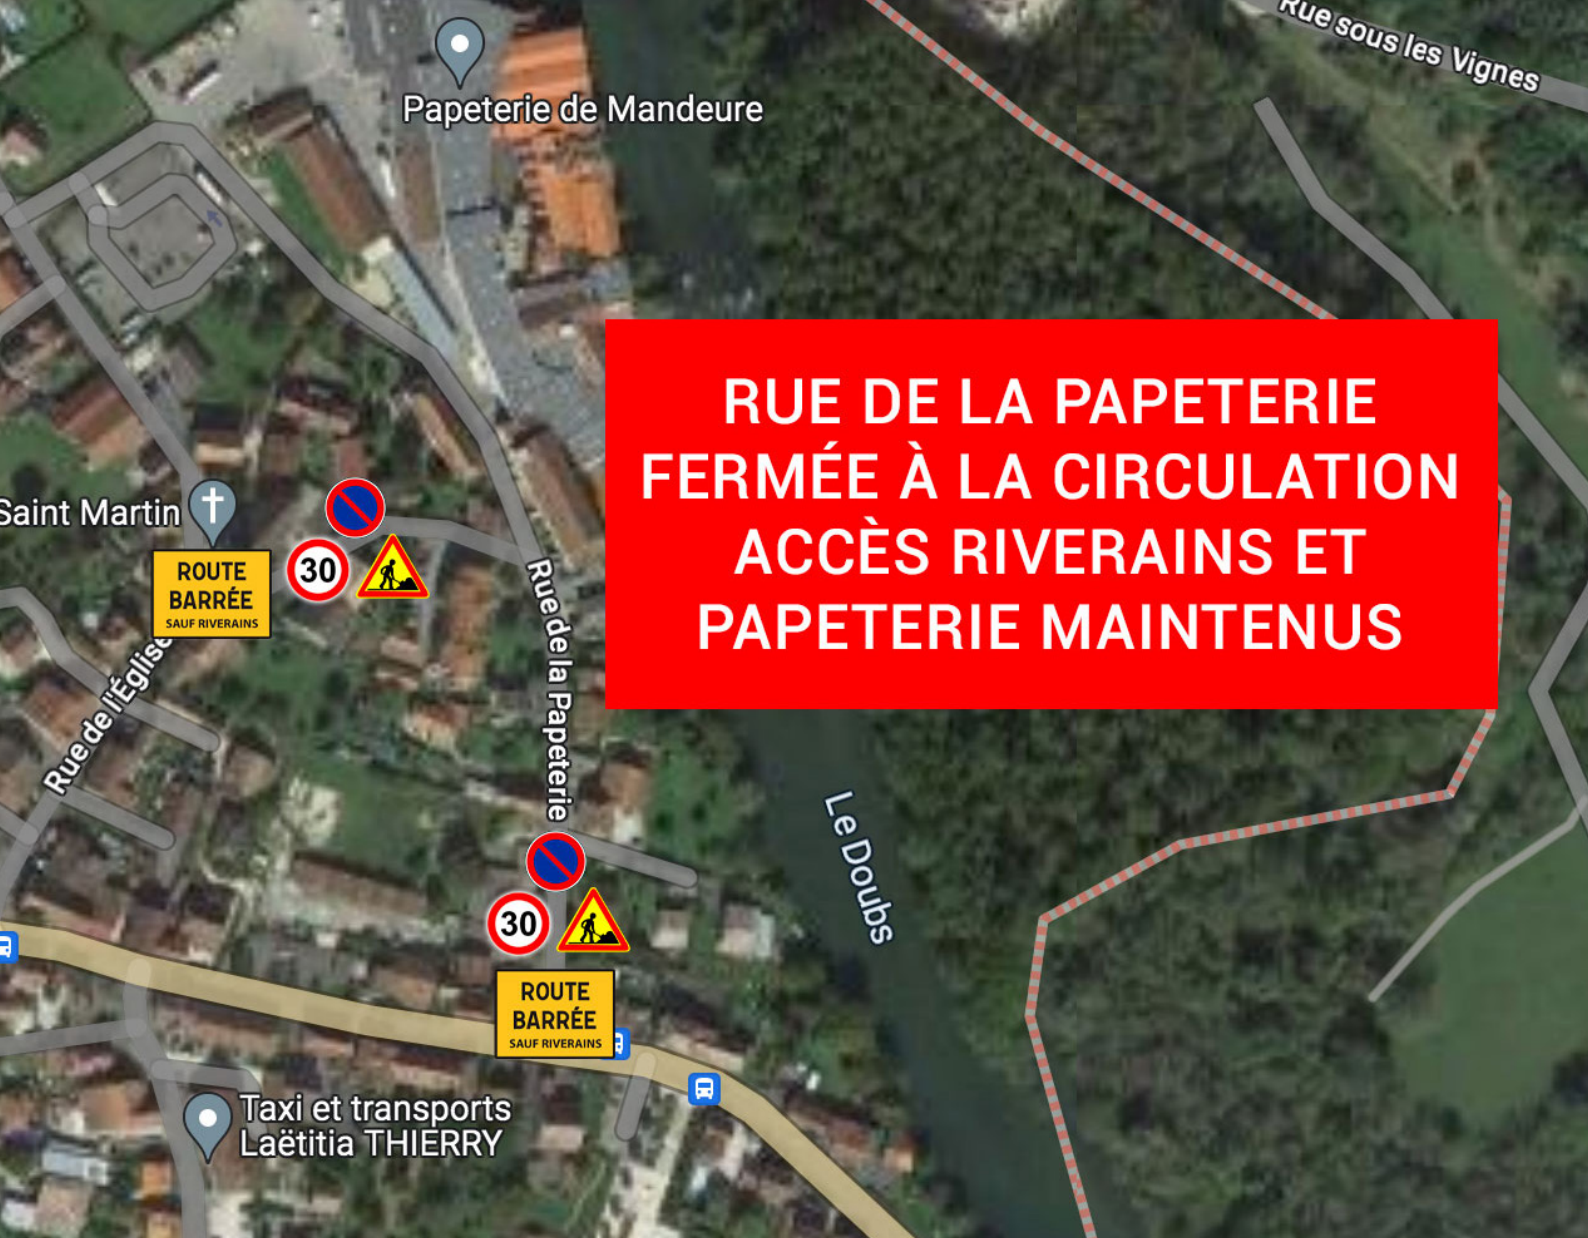 Rue sous les Vignes
Papeterie de Mandeure
RUE DE LA PAPETERIE
FERMÉE À LA CIRCULATION
ACCÈS RIVERAINS ET
PAPETERIE MAINTENUS
Saint Martin
30
ROUTE
BARRÉE
SAUF RIVERAINS
Rue de l'Église
Rue de la Papeterie
Le Doubs
30
ROUTE
BARRÉE
SAUF RIVERAINS
Taxi et transports
Laëtitia THIERRY